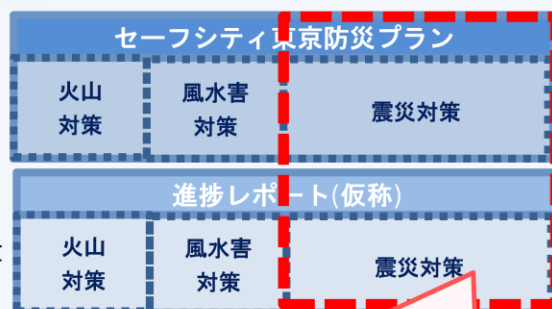 セーフシティ東京防災プラン
火山
対策
風水害
対策
震災対策
進捗レポート(仮称)
火山
対策
風水害
対策
震災対策